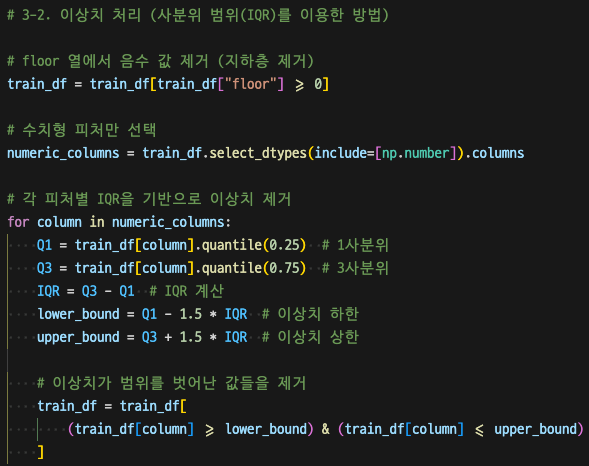 # 3-2. 이상치 처리 (사분위 범위(IQR)를 이용한 방법)
# floor 열에서 음수 값 제거 (지하층 제거)
train_df = train_df[train_df["floor"] >= 0]
# 수치형 피처만 선택
numeric_columns = train_df.select_dtypes(include=[np.number]).columns
# 각 피처별 IQR을 기반으로 이상치 제거
for column in numeric_columns:
    Q1 = train_df[column].quantile(0.25)  # 1사분위
    Q3 = train_df[column].quantile(0.75)  # 3사분위
    IQR = Q3 - Q1  # IQR 계산
    lower_bound = Q1 - 1.5 * IQR  # 이상치 하한
    upper_bound = Q3 + 1.5 * IQR  # 이상치 상한
    # 이상치가 범위를 벗어난 값들을 제거
    train_df = train_df[
        (train_df[column] >= lower_bound) & (train_df[column] <= upper_bound)
    ]